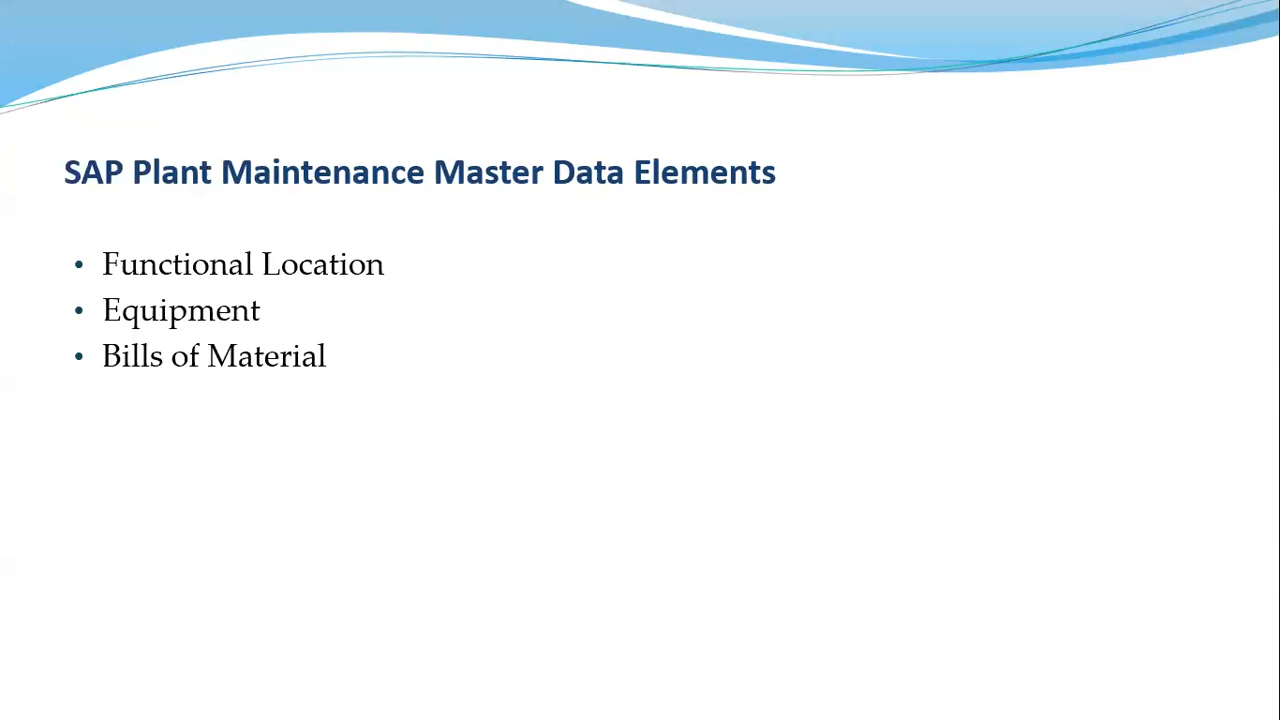 SAP Plant Maintenance Master Data Elements
• Functional Location
• Equipment
• Bills of Material